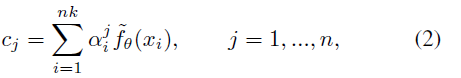 c_j = \sum_{i=1}^{nk} \alpha_i^j \tilde{f}_\theta(x_i), \qquad j = 1, ..., n, \qquad (2)